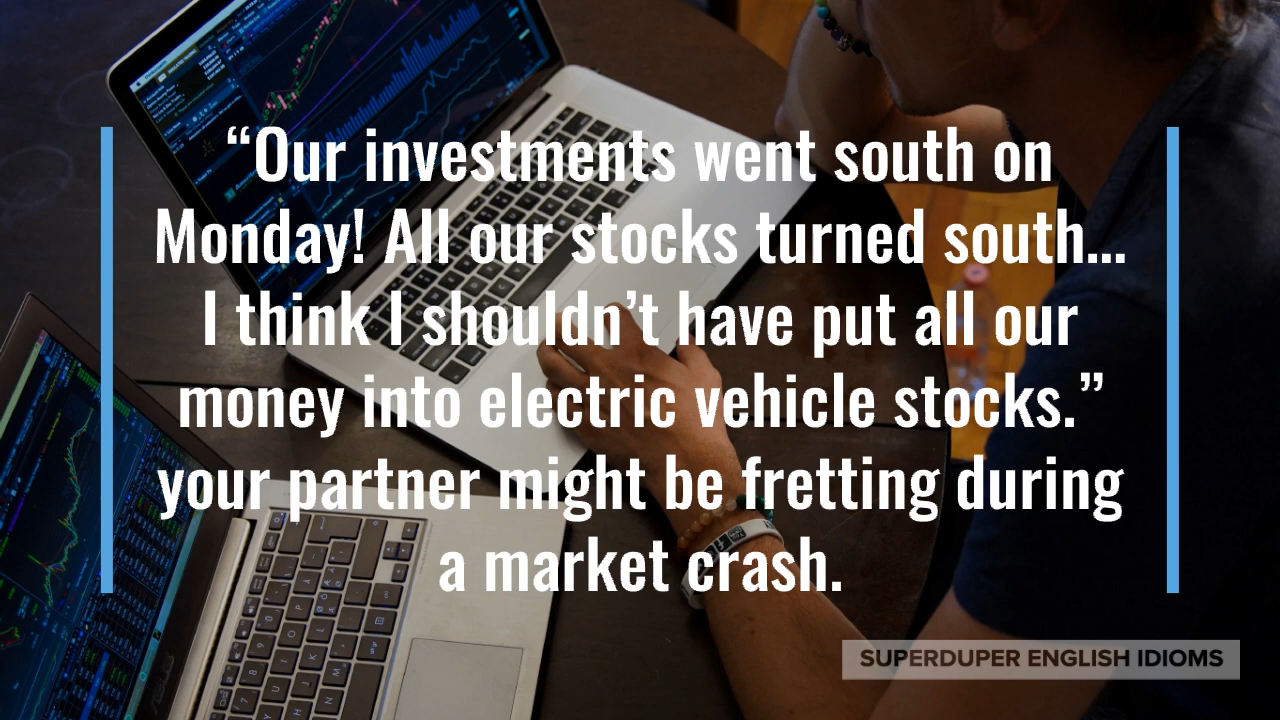 “Our investments went south on
Monday! All our stocks turned south...
I think I shouldn’t have put all our
money into electric vehicle stocks.”
your partner might be fretting during
a market crash.
SUPERDUPER ENGLISH IDIOMS